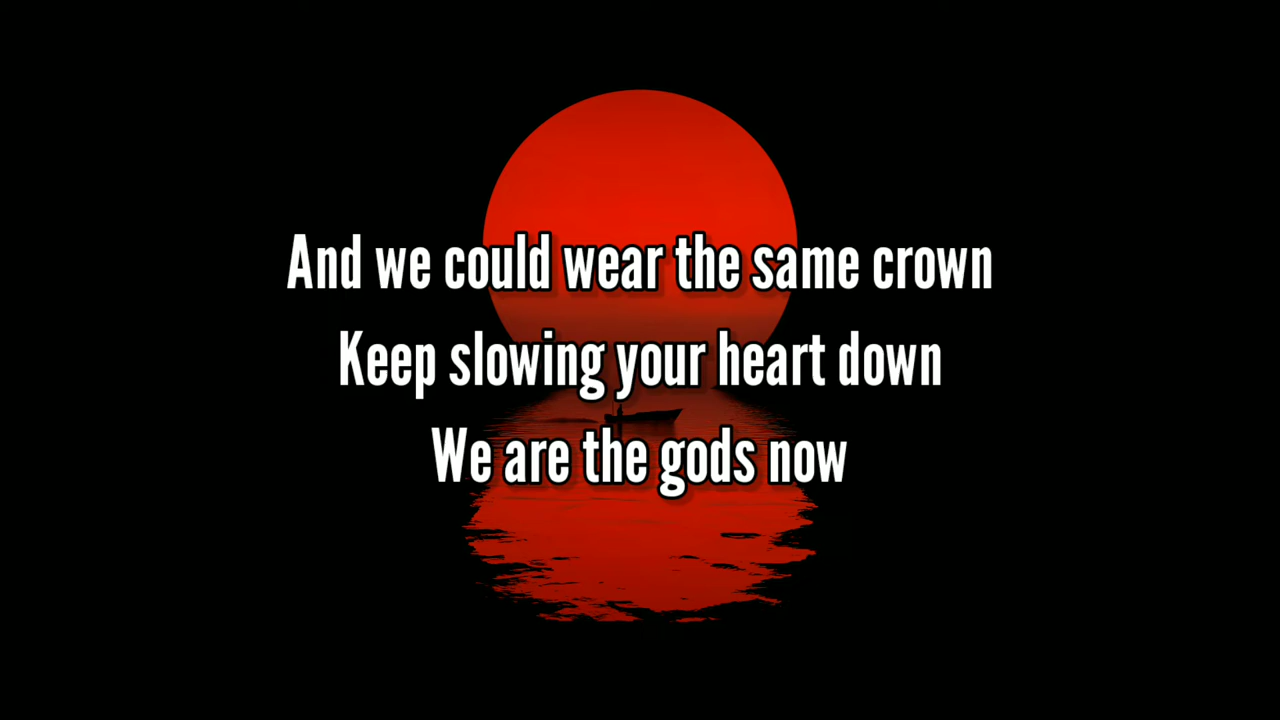 And we could wear the same crown
Keep slowing your heart down
We are the gods now